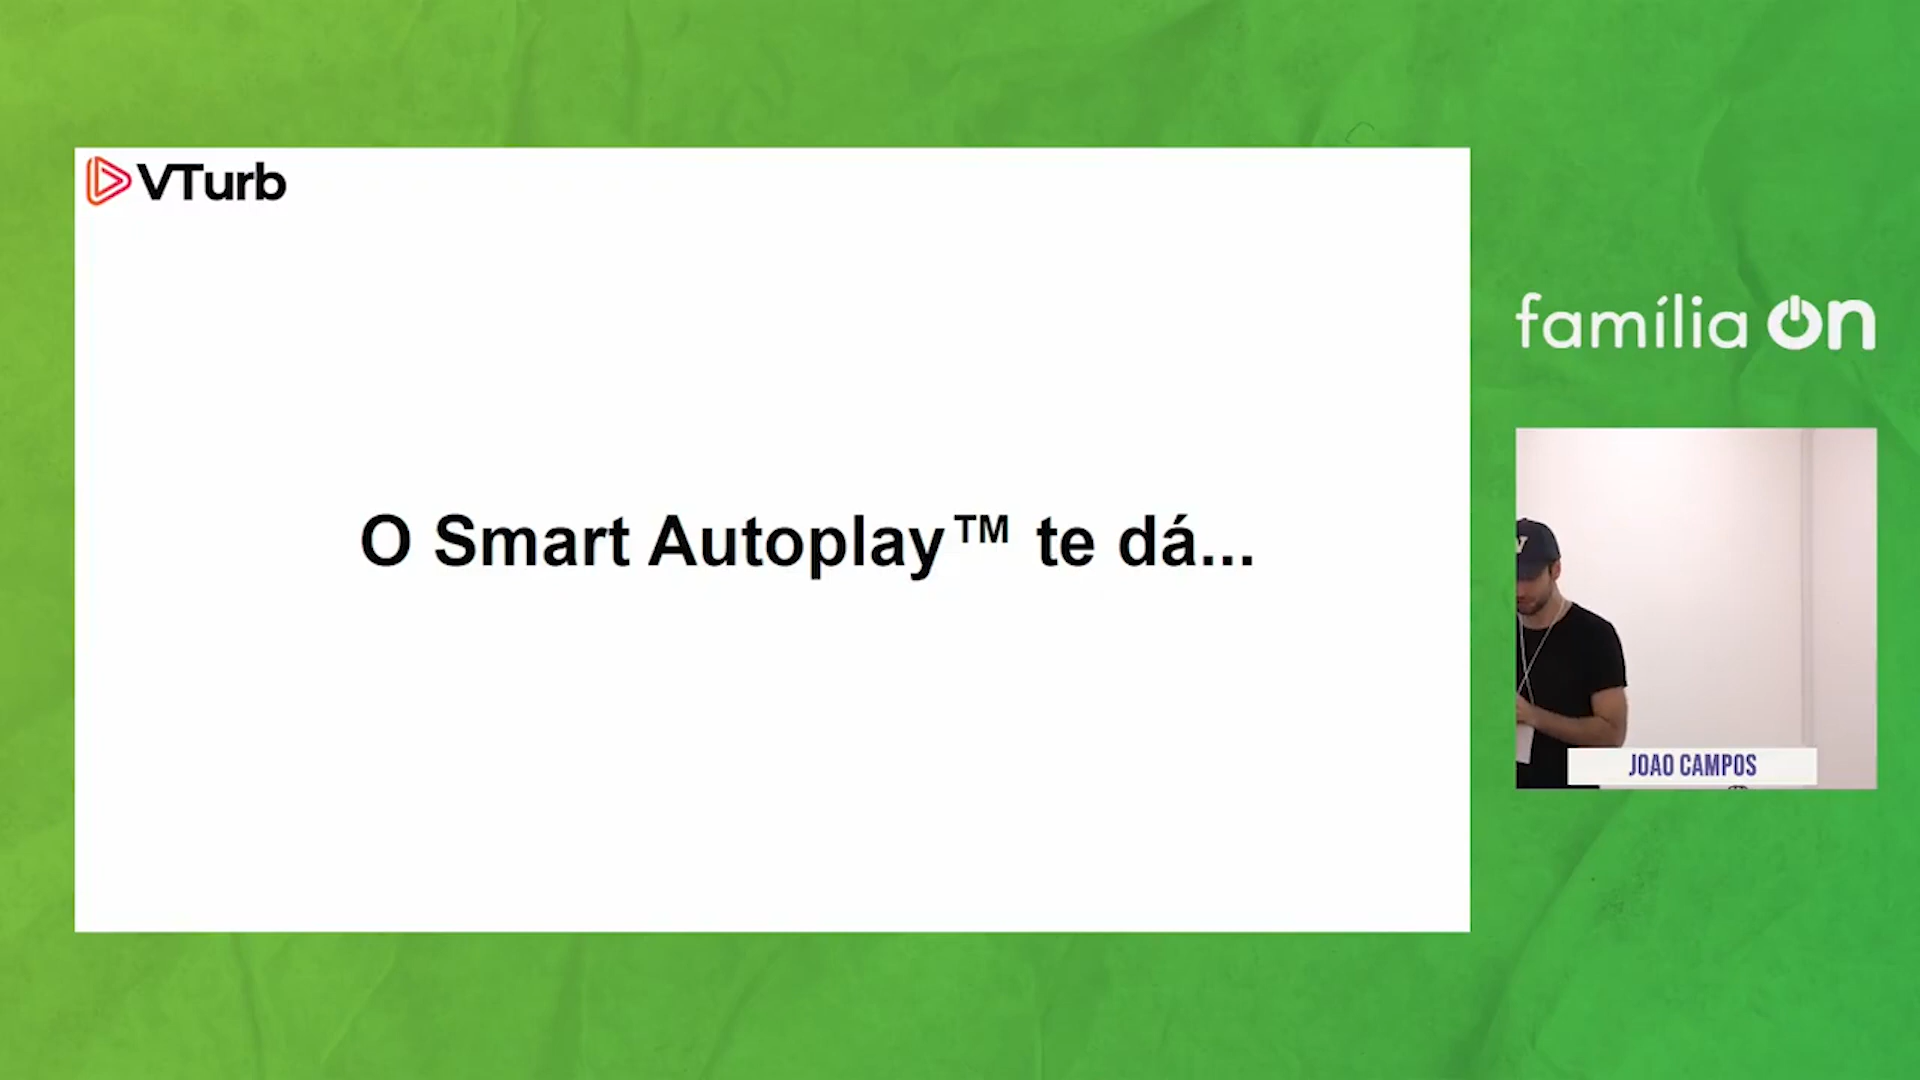 VTurb
O Smart Autoplay™ te dá...
família on
V
JOAO CAMPOS